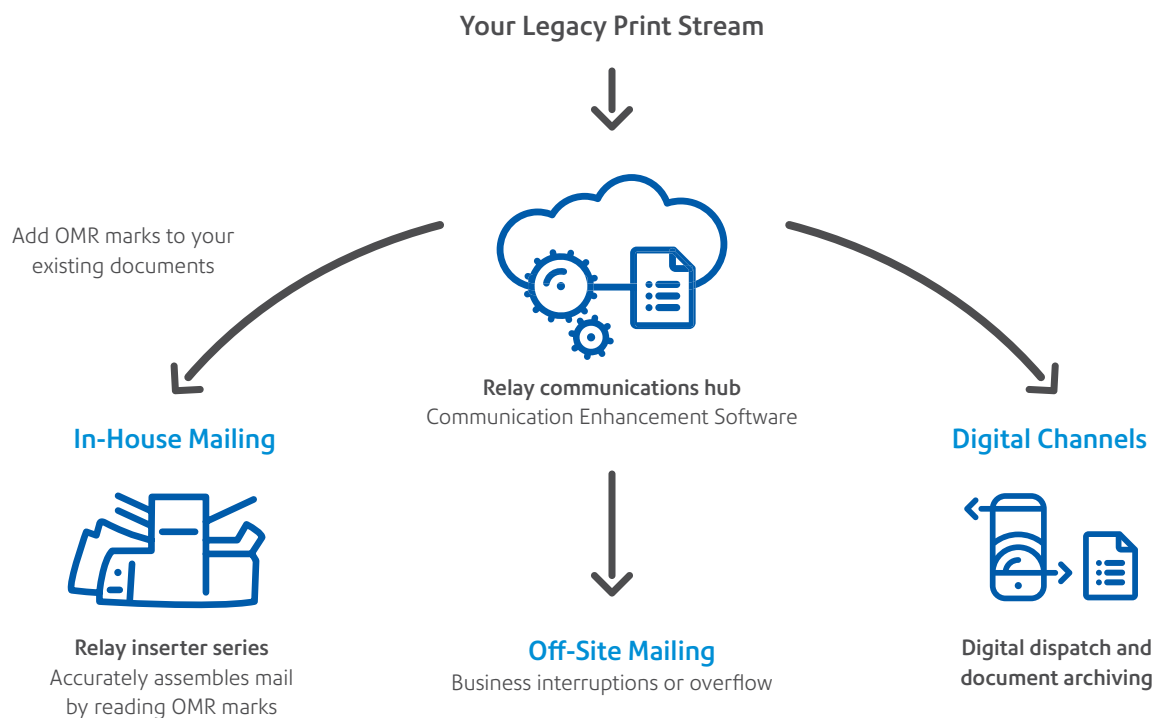 Your Legacy Print Stream
Add OMR marks to your
existing documents
Relay communications hub
Communication Enhancement Software
In-House Mailing
Relay inserter series
Accurately assembles mail
by reading OMR marks
Off-Site Mailing
Business interruptions or overflow
Digital Channels
Digital dispatch and
document archiving